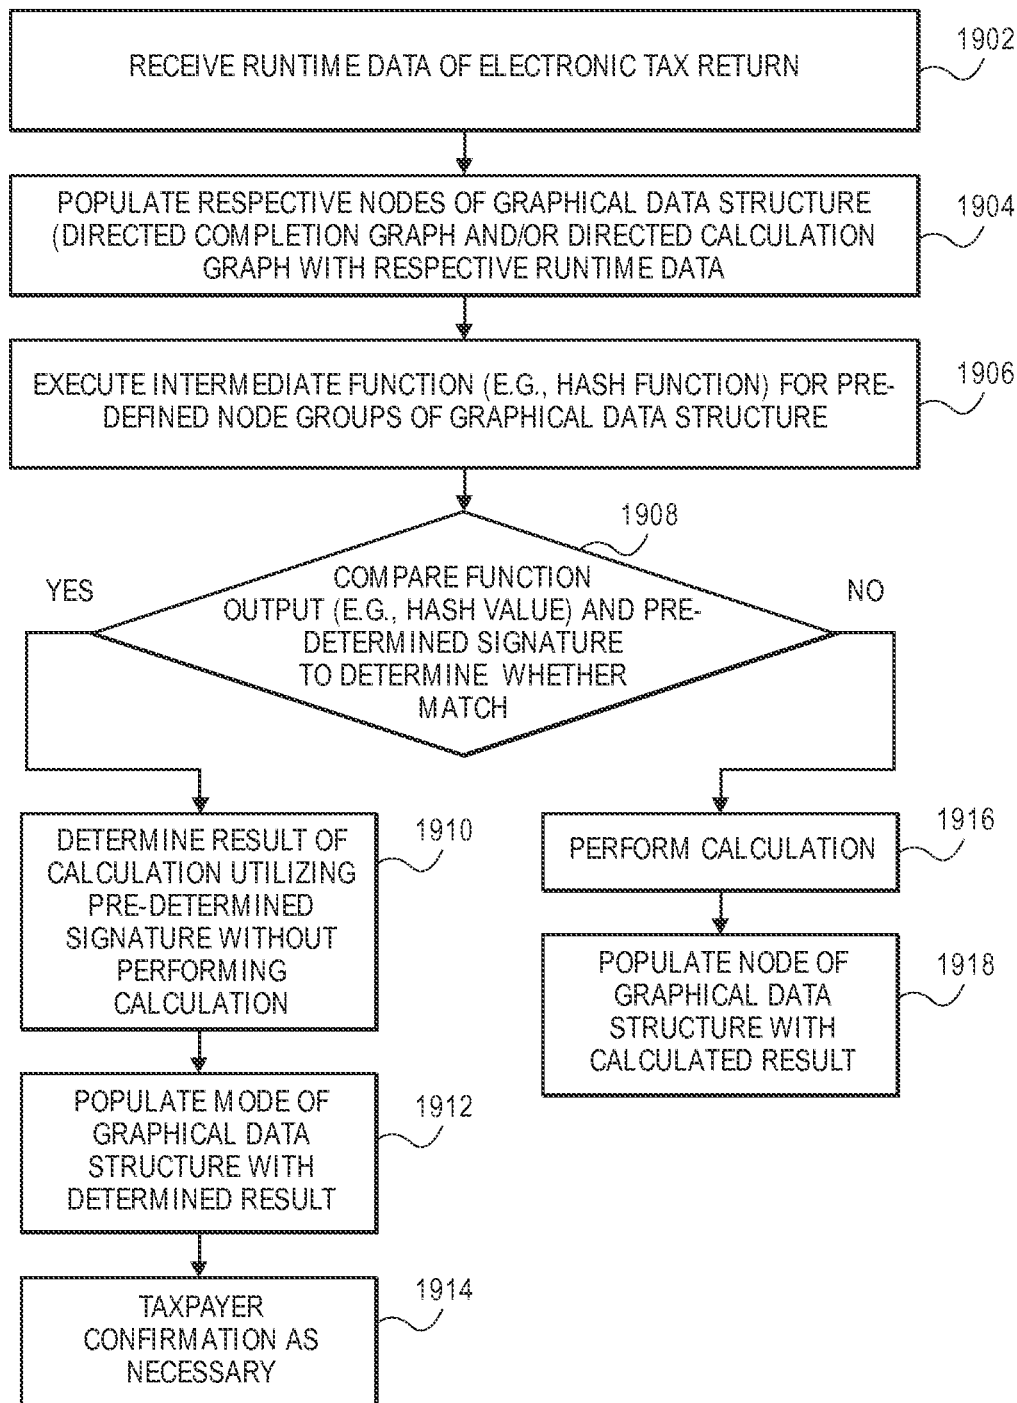 1902
RECEIVE RUNTIME DATA OF ELECTRONIC TAX RETURN
POPULATE RESPECTIVE NODES OF GRAPHICAL DATA STRUCTURE
(DIRECTED COMPLETION GRAPH AND/OR DIRECTED CALCULATION
GRAPH WITH RESPECTIVE RUNTIME DATA
1904
EXECUTE INTERMEDIATE FUNCTION (E.G., HASH FUNCTION) FOR PRE-
DEFINED NODE GROUPS OF GRAPHICAL DATA STRUCTURE
1906
1908
YES
COMPARE FUNCTION
OUTPUT (E.G., HASH VALUE) AND PRE-
DETERMINED SIGNATURE
TO DETERMINE WHETHER
MATCH
NO
DETERMINE RESULT OF
CALCULATION UTILIZING
PRE-DETERMINED
SIGNATURE WITHOUT
PERFORMING
CALCULATION
1910
POPULATE MODE OF
GRAPHICAL DATA
STRUCTURE WITH
DETERMINED RESULT
1912
TAXPAYER
CONFIRMATION AS
NECESSARY
1914
PERFORM CALCULATION
1916
POPULATE NODE OF
GRAPHICAL DATA
STRUCTURE WITH
CALCULATED RESULT
1918